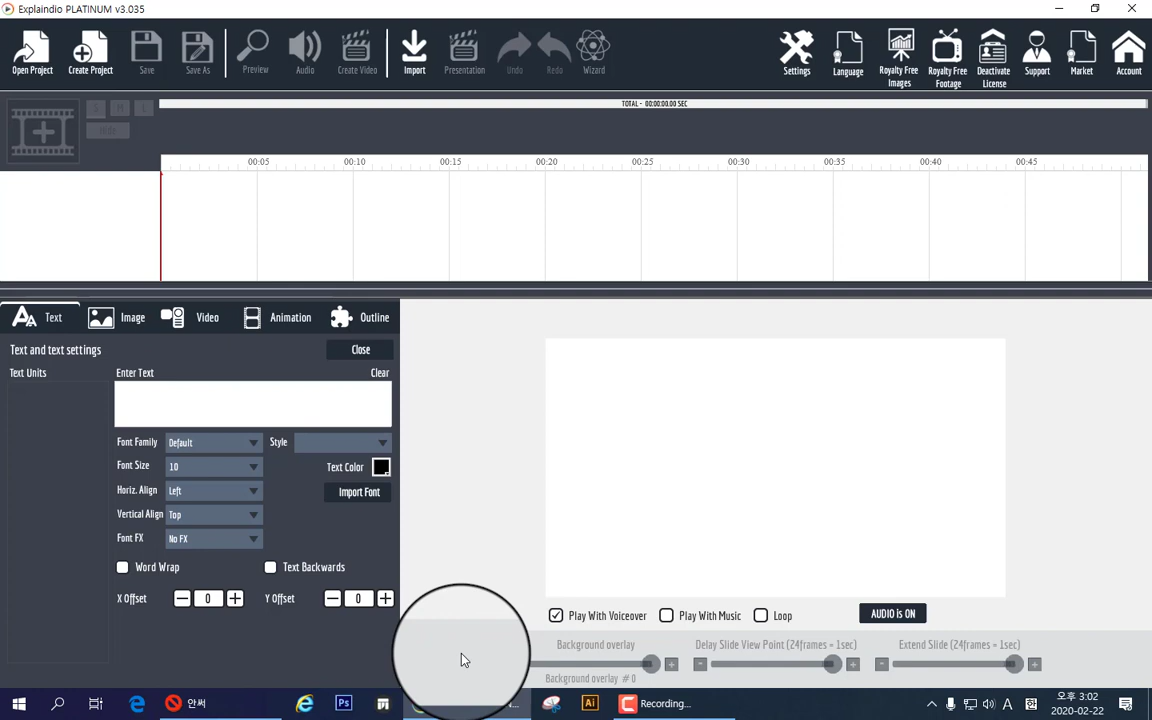 Explaindio PLATINUM v3.035
Open Project
Create Project
Save
Save As
Preview
Audio
Create Video
Import
Presentation
Undo
Redo
Wizard
Settings
Language
Royalty Free Images
Royalty Free Footage
Deactivate License
Support
Market
Account
S M L
Hide
TOTAL - 00:00:00.00 SEC
00:05 00:10 00:15 00:20 00:25 00:30 00:35 00:40 00:45
Text Image Video Animation Outline
Text and text settings Close
Text Units Enter Text Clear
Font Family Default Style
Font Size 10 Text Color
Horiz. Align Left Import Font
Vertical Align Top
Font FX No FX
Word Wrap Text Backwards
X Offset 0 Y Offset 0
Play With Voiceover Play With Music Loop AUDIO is ON
Background overlay Delay Slide View Point (24frames = 1sec) Extend Slide (24frames = 1sec)
Background overlay # 0
안써 Ps Ai Recording... A 오후 3:02
2020-02-22